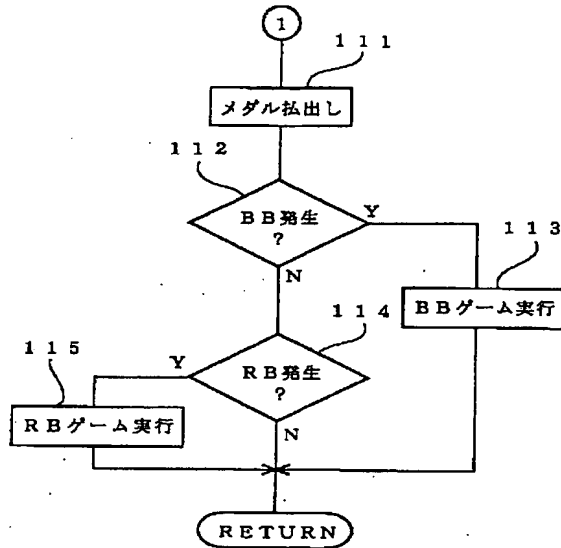 1
111
メダル払出し
112
BB発生
?
Y
N
113
BBゲーム実行
114
RB発生
?
Y
N
115
RBゲーム実行
RETURN